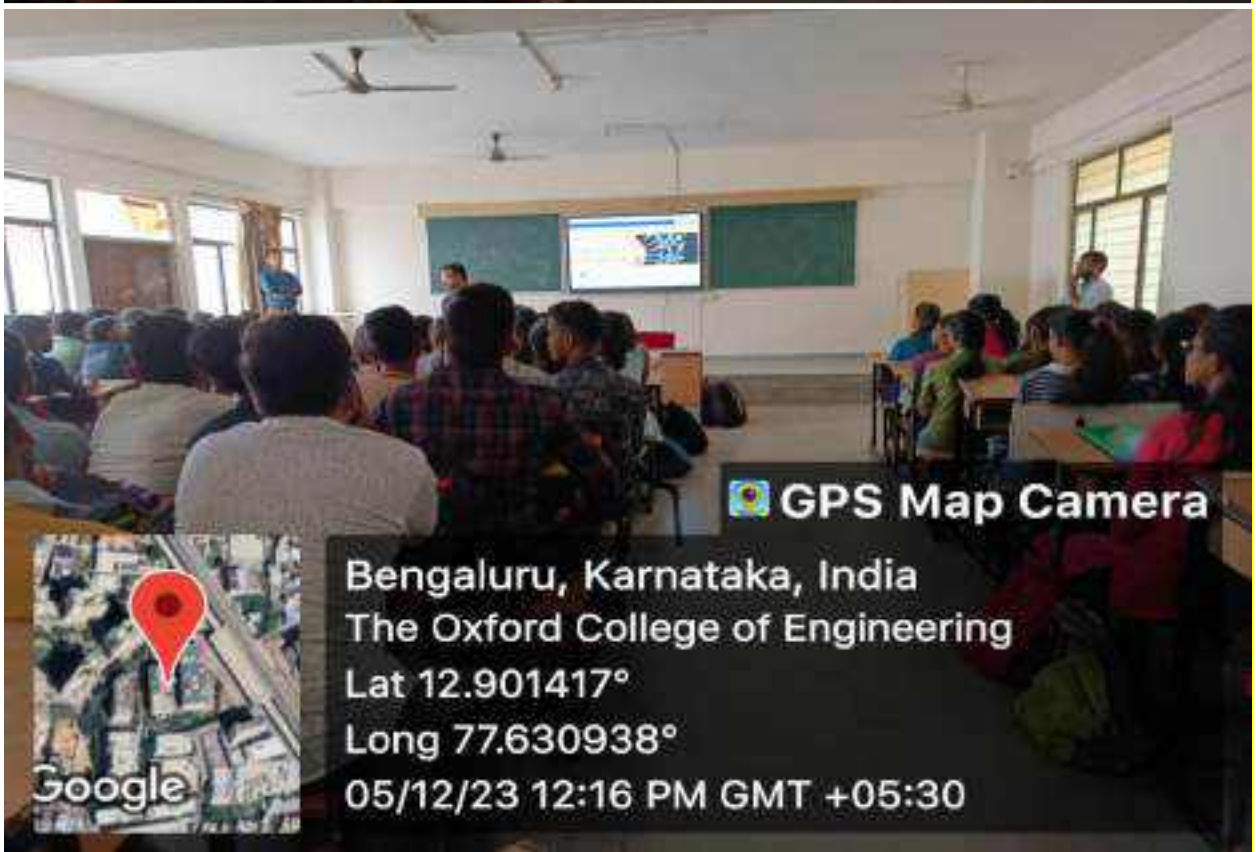 GPS Map Camera
Bengaluru, Karnataka, India
The Oxford College of Engineering
Lat 12.901417°
Long 77.630938°
05/12/23 12:16 PM GMT +05:30
Google